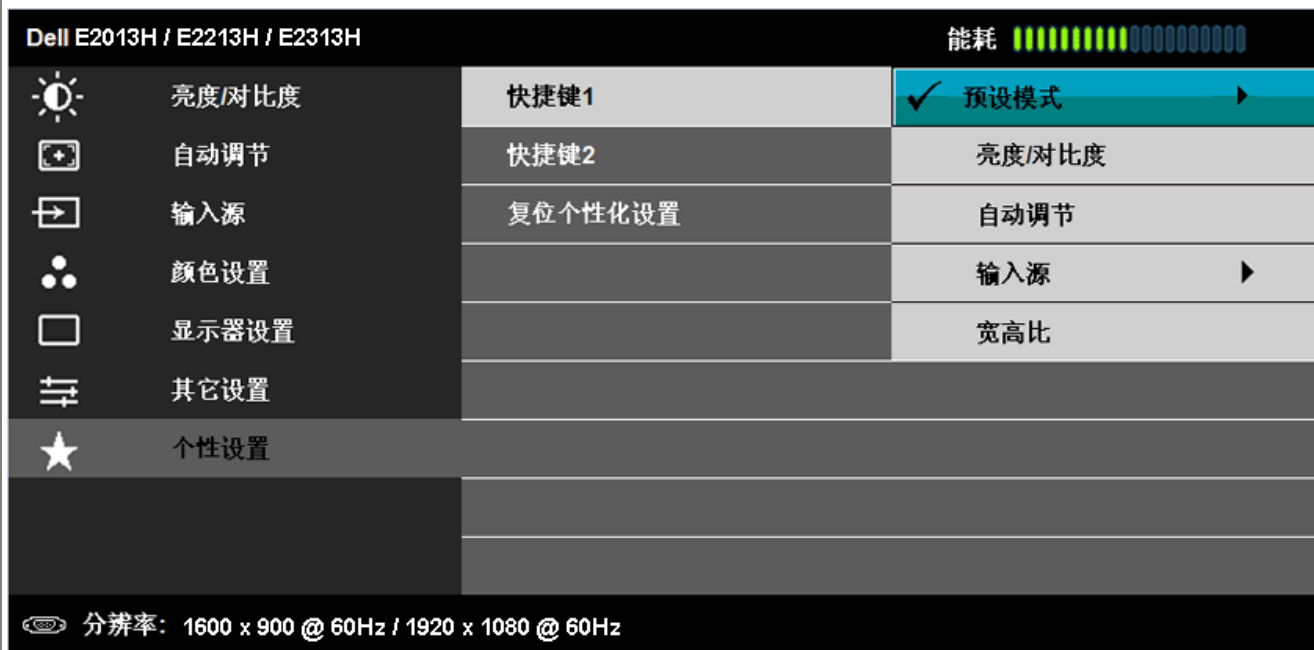 Dell E2013H / E2213H / E2313H 能耗
亮度/对比度 快捷键1 预设模式
自动调节 快捷键2 亮度/对比度
输入源 复位个性化设置 自动调节
颜色设置 输入源
显示器设置 宽高比
其它设置
个性设置
分辨率: 1600 x 900 @ 60Hz / 1920 x 1080 @ 60Hz